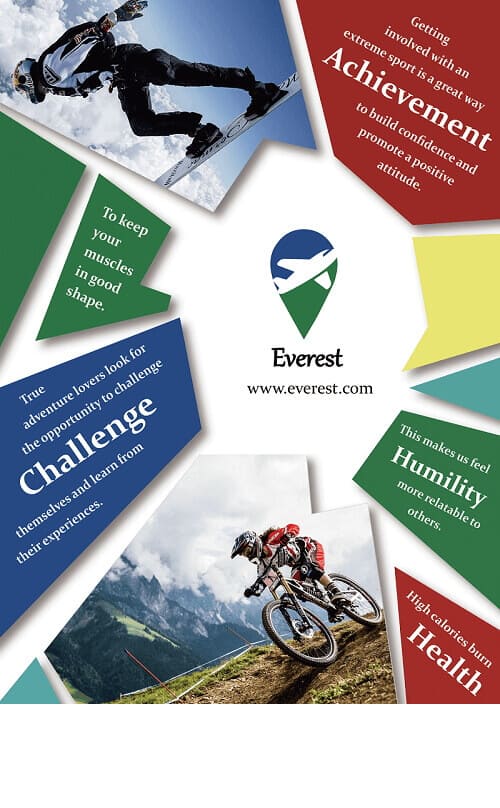 Getting
involved with an
extreme sport is a great way
Achievement
to build confidence and
promote a positive
attitude.
To keep
your
muscles
in good
shape.
Everest
www.everest.com
True
adventure lovers look for
the opportunity to challenge
Challenge
themselves and learn from
their experiences.
This makes us feel
Humility
more relatable to
others.
High calories burn
Health